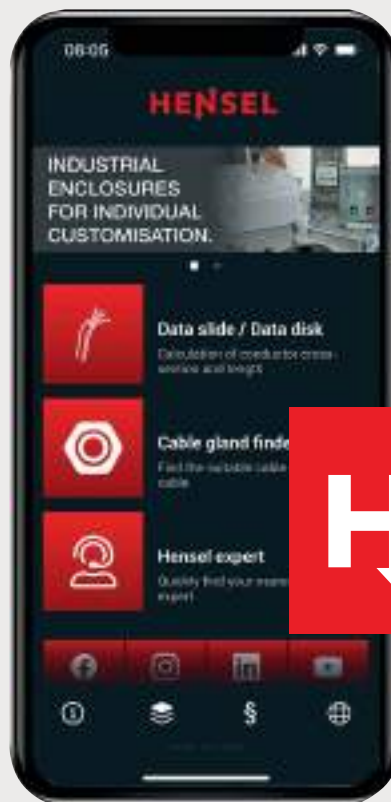 08:05
HENSEL
INDUSTRIAL
ENCLOSURES
FOR INDIVIDUAL
CUSTOMISATION.
Data slide / Data disk
Calculation of conductor cross-
and length
Cable gland finde
Find the suitable cable
cable
Hensel expert
Quickly find your
expert
§
H